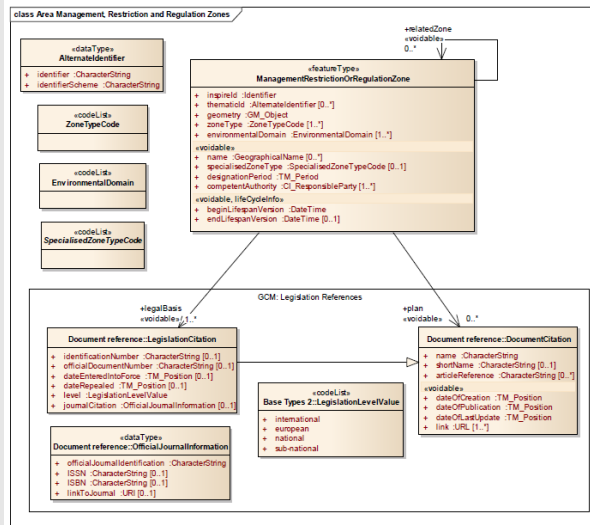 class Area Management, Restriction and Regulation Zones
«dataType»
AlternateIdentifier
+ identifier :CharacterString
+ identifierScheme :CharacterString
«codeList»
ZoneTypeCode
«codeList»
EnvironmentalDomain
«codeList»
SpecialisedZoneTypeCode
+relatedZone
«voidable»
0..*
«featureType»
ManagementRestrictionOrRegulationZone
+ inspireId :Identifier
+ thematicId :AlternateIdentifier [0..*]
+ geometry :GM_Object
+ zoneType :ZoneTypeCode [1..*]
+ environmentalDomain :EnvironmentalDomain [1..*]
«voidable»
+ name :GeographicalName [0..*]
+ specialisedZoneType :SpecialisedZoneTypeCode [0..1]
+ designationPeriod :TM_Period
+ competentAuthority :CI_ResponsibleParty [1..*]
«voidable, lifeCycleInfo»
+ beginLifespanVersion :DateTime
+ endLifespanVersion :DateTime [0..1]
GCM: Legislation References
+legalBasis
«voidable» 1..*
+plan
«voidable» 0..*
Document reference::LegislationCitation
+ identificationNumber :CharacterString [0..1]
+ officialDocumentNumber :CharacterString [0..1]
+ dateEnteredIntoForce :TM_Position [0..1]
+ dateRepealed :TM_Position [0..1]
+ level :LegislationLevelValue
+ journalCitation :OfficialJournalInformation [0..1]
Document reference::DocumentCitation
+ name :CharacterString
+ shortName :CharacterString [0..1]
+ articleReference :CharacterString [0..*]
«voidable»
+ dateOfCreation :TM_Position
+ dateOfPublication :TM_Position
+ dateOfLastUpdate :TM_Position
+ link :URL [1..*]
«codeList»
Base Types 2::LegislationLevelValue
+ international
+ european
+ national
+ sub-national
«dataType»
Document reference::OfficialJournalInformation
+ officialJournalIdentification :CharacterString
+ ISSN :CharacterString [0..1]
+ ISBN :CharacterString [0..1]
+ linkToJournal :URI [0..1]